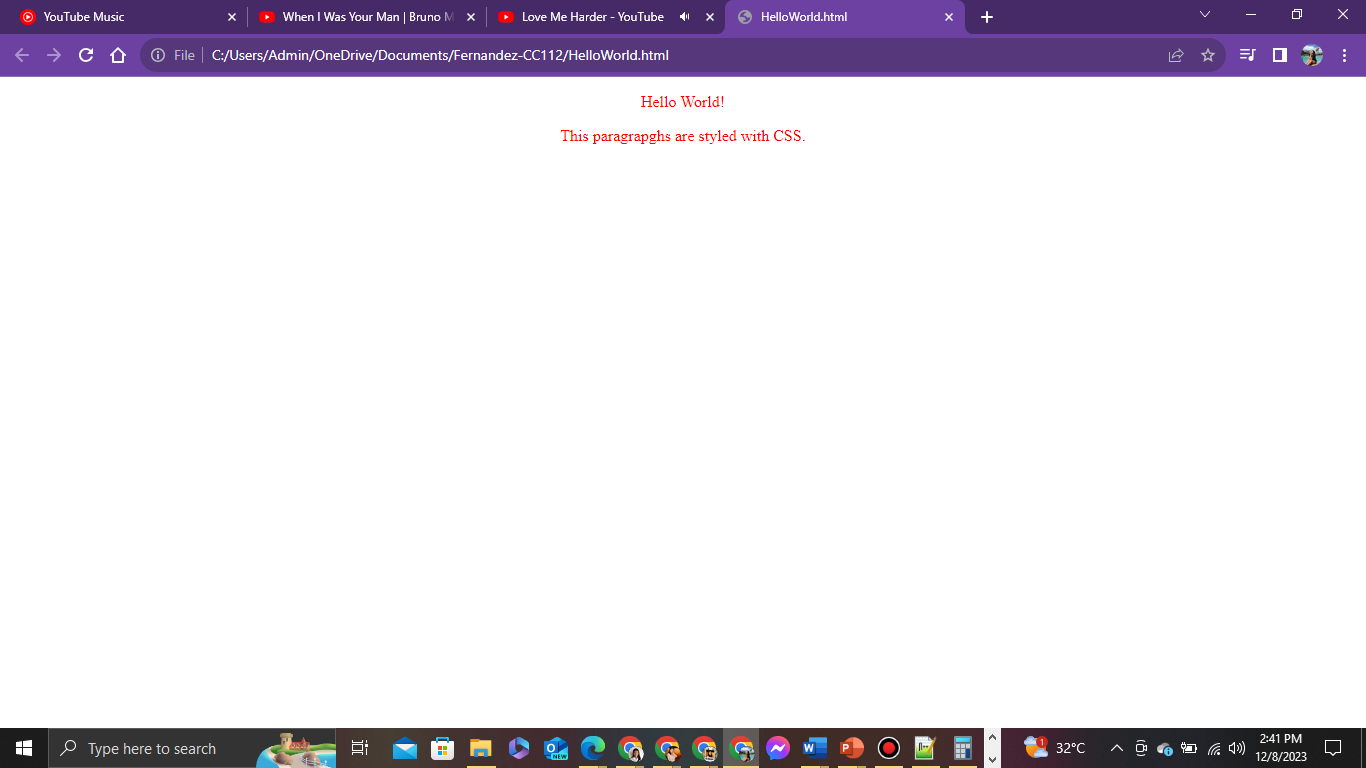 YouTube Music
When I Was Your Man | Bruno M
Love Me Harder - YouTube
HelloWorld.html
File
C:/Users/Admin/OneDrive/Documents/Fernandez-CC112/HelloWorld.html
Hello World!
This paragrapghs are styled with CSS.
Type here to search
NEW
1
32°C
2:41 PM
12/8/2023